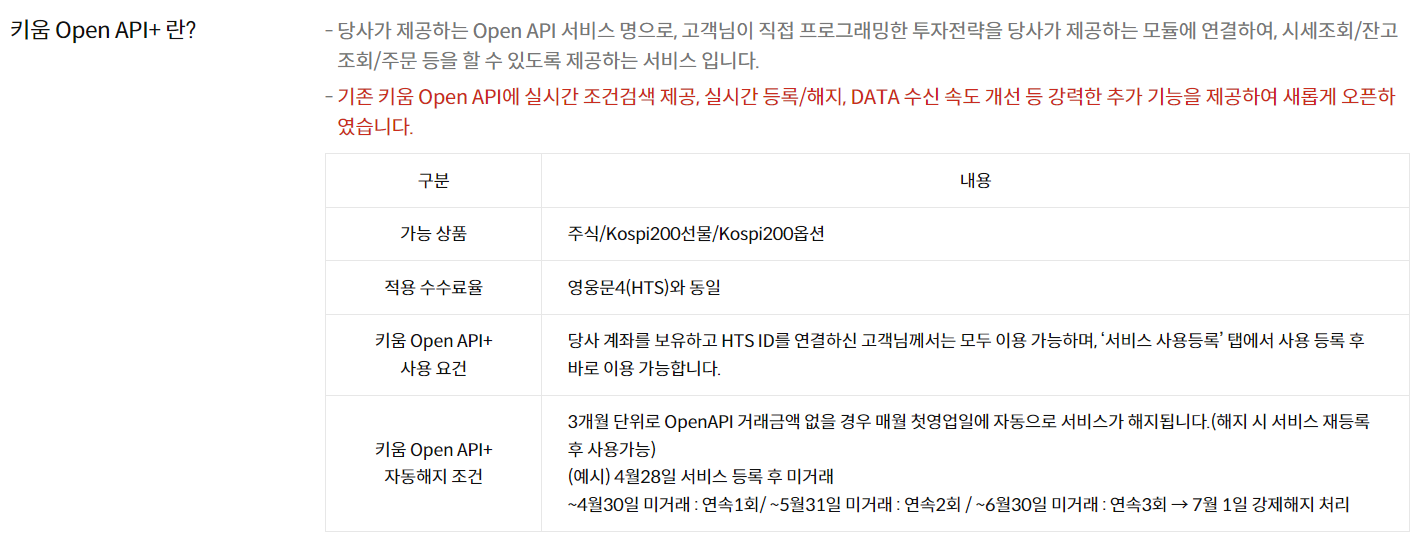 키움 Open API+ 란?
- 당사가 제공하는 Open API 서비스 명으로, 고객님이 직접 프로그래밍한 투자전략을 당사가 제공하는 모듈에 연결하여, 시세조회/잔고
조회/주문 등을 할 수 있도록 제공하는 서비스 입니다.
- 기존 키움 Open API에 실시간 조건검색 제공, 실시간 등록/해지, DATA 수신 속도 개선 등 강력한 추가 기능을 제공하여 새롭게 오픈하
였습니다.
구분 내용
가능 상품 주식/Kospi200선물/Kospi200옵션
적용 수수료율 영웅문4(HTS)와 동일
키움 Open API+
사용 요건
당사 계좌를 보유하고 HTS ID를 연결하신 고객님께서는 모두 이용 가능하며, ‘서비스 사용등록’ 탭에서 사용 등록 후
바로 이용 가능합니다.
키움 Open API+
자동해지 조건
3개월 단위로 OpenAPI 거래금액 없을 경우 매월 첫영업일에 자동으로 서비스가 해지됩니다.(해지 시 서비스 재등록
후 사용가능)
(예시) 4월28일 서비스 등록 후 미거래
~4월30일 미거래 : 연속1회/ ~5월31일 미거래 : 연속2회 / ~6월30일 미거래 : 연속3회 → 7월 1일 강제해지 처리